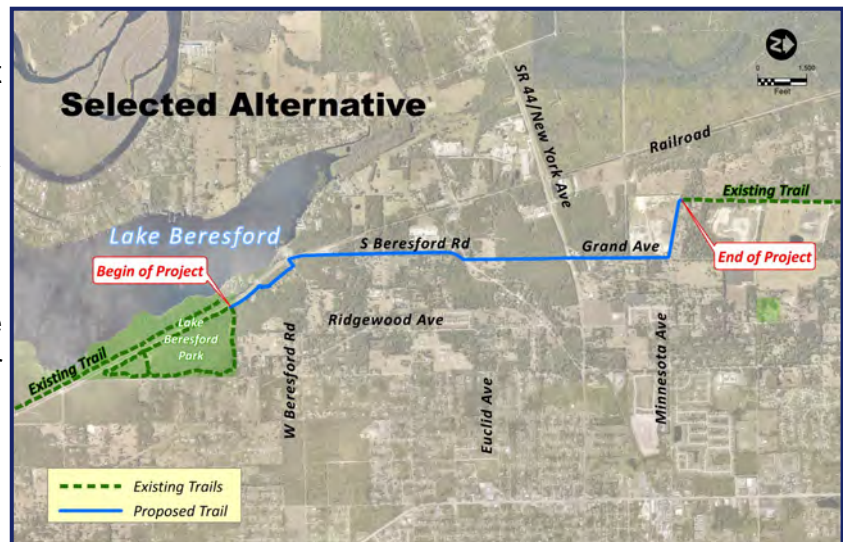 Selected Alternative
N
0 1,500
Feet
SR 44/New York Ave
Railroad
Existing Trail
Lake Beresford
S Beresford Rd
Grand Ave
Begin of Project
End of Project
Lake
Beresford
Park
Ridgewood Ave
Existing Trail
W Beresford Rd
Euclid Ave
Minnesota Ave
Existing Trails
Proposed Trail